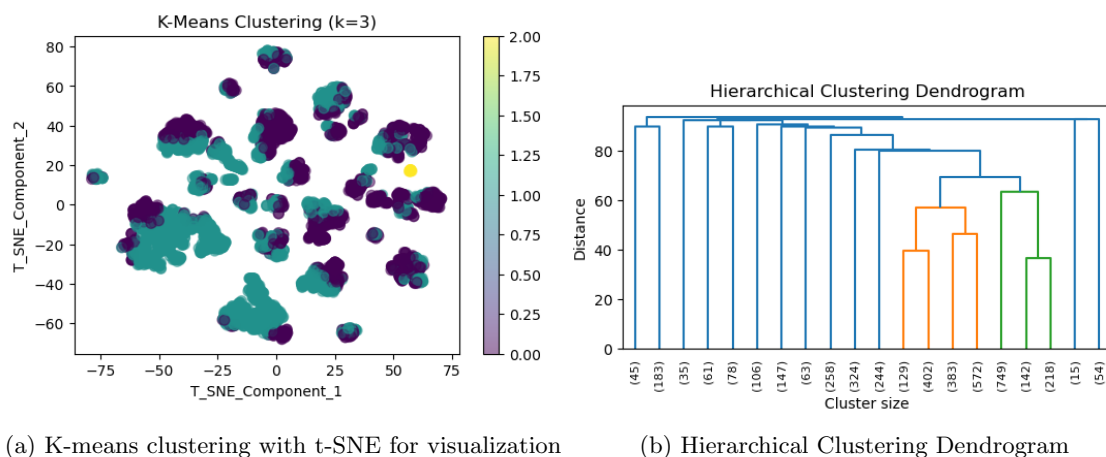 K-Means Clustering (k=3)
80
60
40
20
0
−20
−40
−60
T_SNE_Component_2
−75 −50 −25 0 25 50 75
T_SNE_Component_1
2.00
1.75
1.50
1.25
1.00
0.75
0.50
0.25
0.00
(a) K-means clustering with t-SNE for visualization
Hierarchical Clustering Dendrogram
80
60
40
20
0
Distance
(45) (183) (35) (61) (78) (106) (147) (63) (258) (324) (244) (129) (402) (383) (572) (749) (142) (218) (15) (54)
Cluster size
(b) Hierarchical Clustering Dendrogram